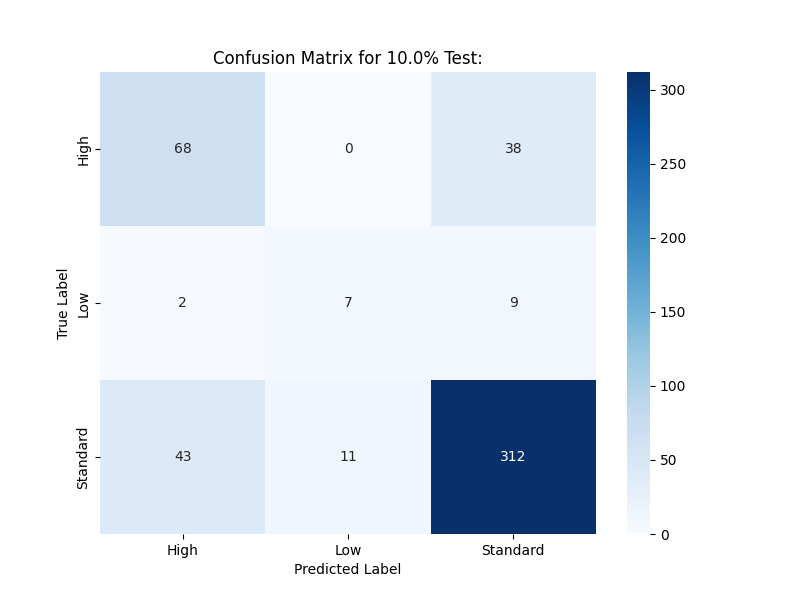 Confusion Matrix for 10.0% Test:
True Label
High
68 0 38
Low
2 7 9
Standard
43 11 312
High Low Standard
Predicted Label
300
250
200
150
100
50
0